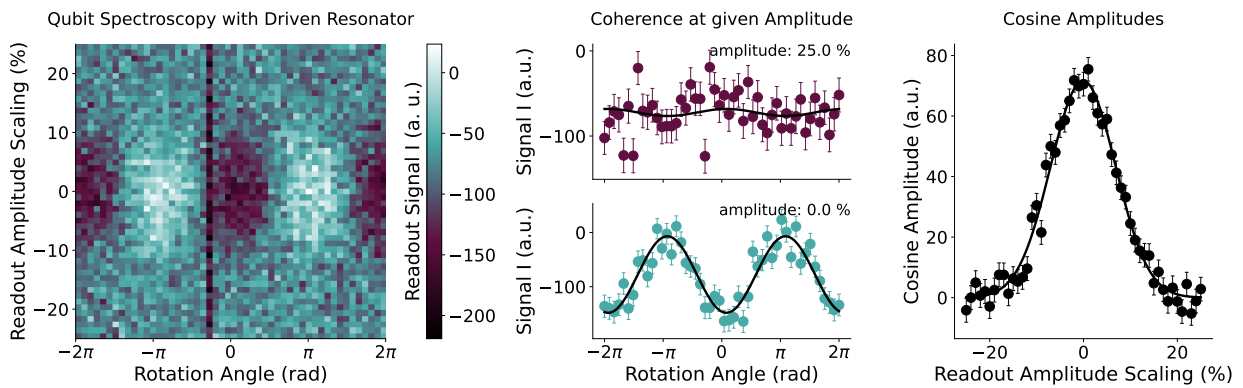 Qubit Spectroscopy with Driven Resonator
Readout Amplitude Scaling (%)
20
10
0
−10
−20
−2π
−π
0
π
2π
Rotation Angle (rad)
0
−50
−100
−150
−200
Readout Signal I (a. u.)
Coherence at given Amplitude
amplitude: 25.0 %
Signal I (a.u.)
0
−100
−2π
−π
0
π
2π
amplitude: 0.0 %
Signal I (a.u.)
0
−100
−2π
−π
0
π
2π
Rotation Angle (rad)
Cosine Amplitudes
Cosine Amplitude (a.u.)
80
60
40
20
0
−20
0
20
Readout Amplitude Scaling (%)